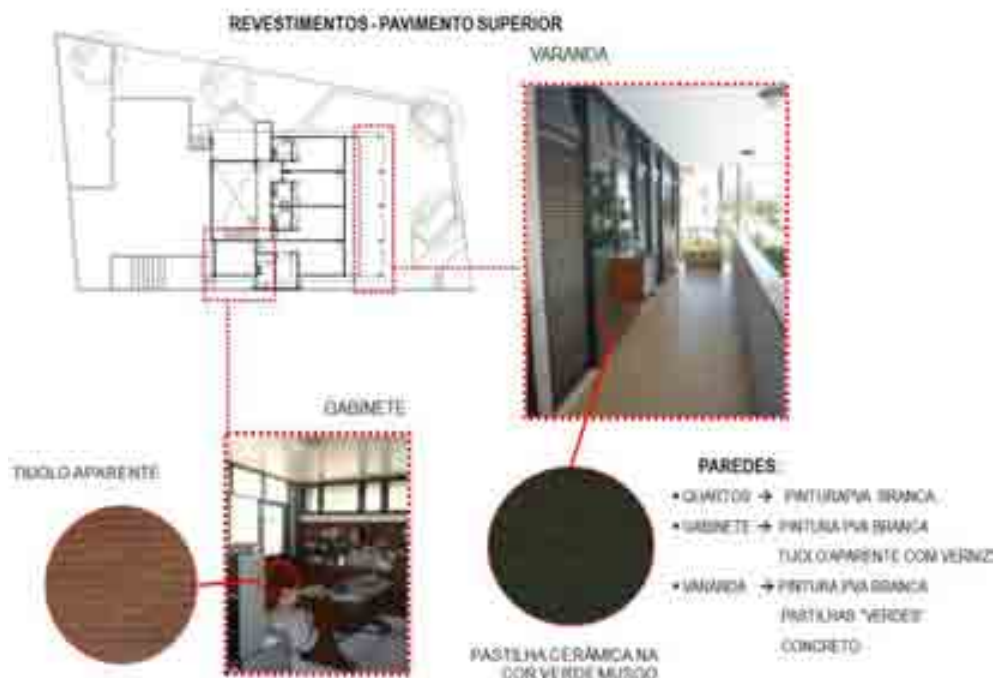 REVESTIMENTOS - PAVIMENTO SUPERIOR
VARANDA
GABINETE
TIJOLO APARENTE
PAREDES:
• QUARTOS → PINTURA PVA BRANCA
• GABINETE → PINTURA PVA BRANCA
TIJOLO APARENTE COM VERNIZ
• VARANDA → PINTURA PVA BRANCA
PASTILHAS "VERDES"
CONCRETO
PASTILHA CERÂMICA NA
COR VERDE MUSGO